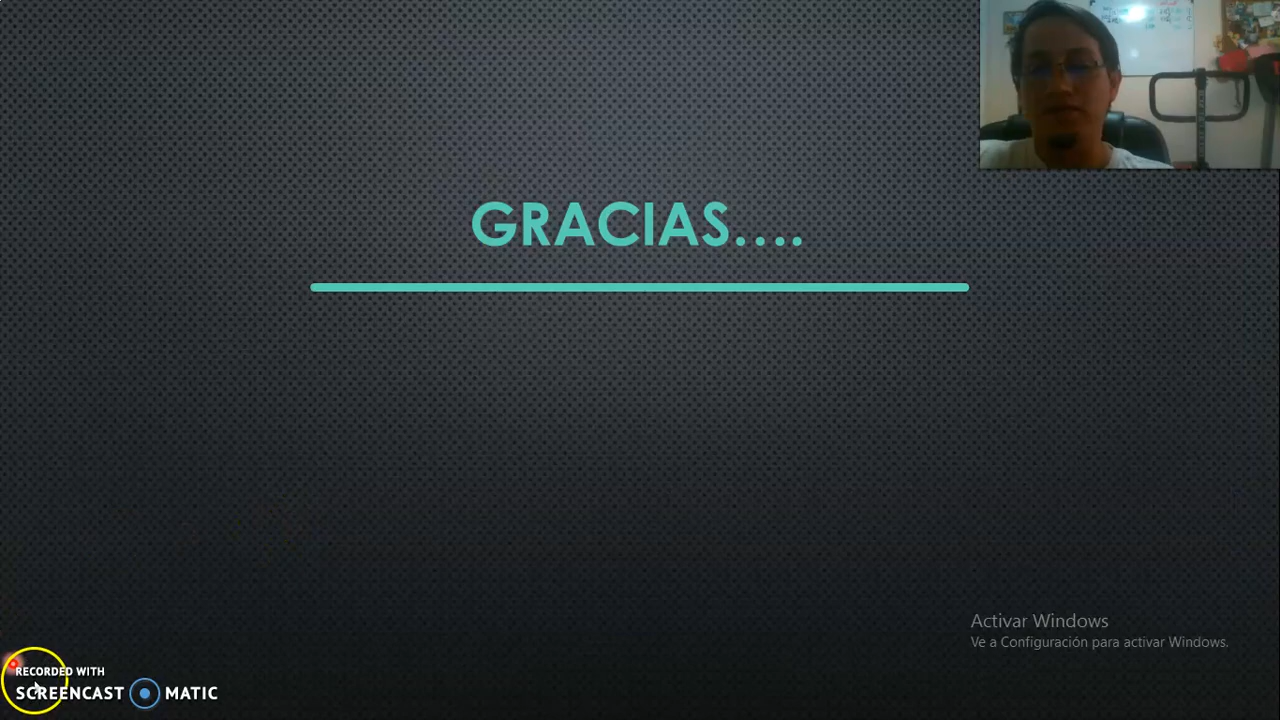 GRACIAS....
Activar Windows
Ve a Configuración para activar Windows.
RECORDED WITH
SCREENCAST MATIC